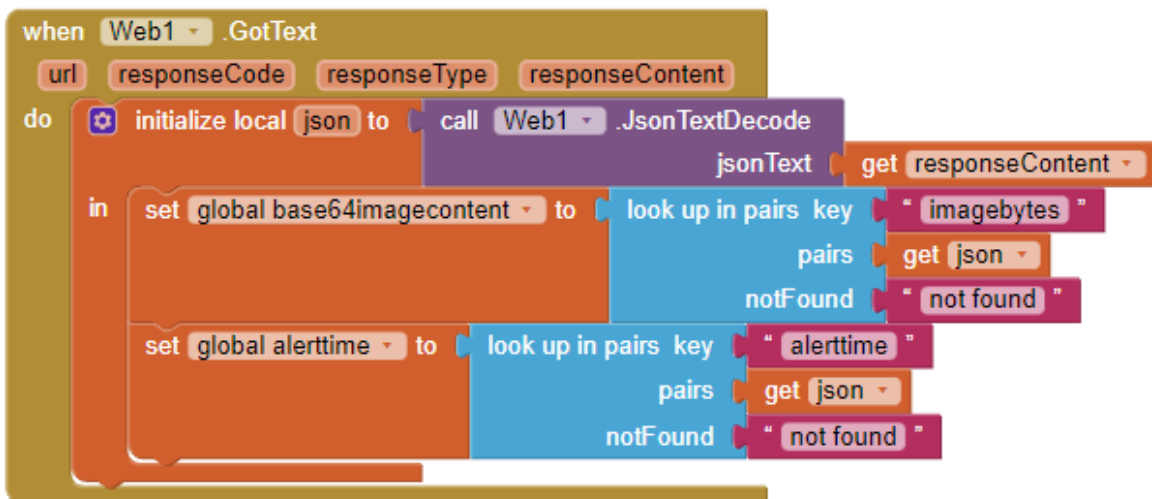 when Web1 .GotText
url responseCode responseType responseContent
do initialize local json to call Web1 .JsonTextDecode
jsonText get responseContent
in set global base64imagecontent to look up in pairs key " imagebytes "
pairs get json
notFound " not found "
set global alerttime to look up in pairs key " alerttime "
pairs get json
notFound " not found "